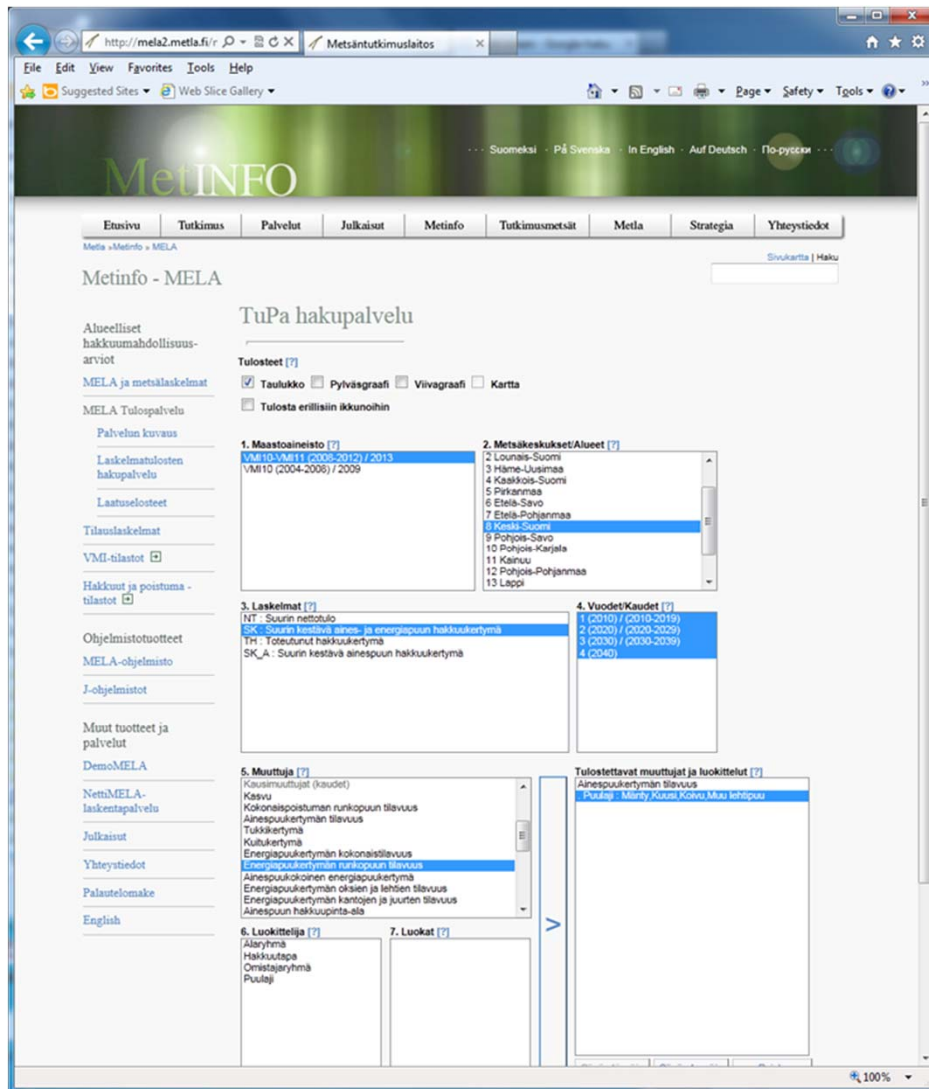 http://mela2.metla.fi/r
Metsäntutkimuslaitos
File Edit View Favorites Tools Help
Suggested Sites Web Slice Gallery
Page Safety Tools
Suomeksi · På Svenska · In English · Auf Deutsch · По-русски
MetINFO
Etusivu Tutkimus Palvelut Julkaisut Metinfo Tutkimusmetsät Metla Strategia Yhteystiedot
Metla »Metinfo » MELA
Sivukartta | Haku
Metinfo - MELA
TuPa hakupalvelu
Alueelliset
hakkuumahdollisuus-
arviot
MELA ja metsälaskelmat
MELA Tulospalvelu
Palvelun kuvaus
Laskelmatulosten
hakupalvelu
Laatuselosteet
Tilauslaskelmat
VMI-tilastot
Hakkuut ja poistuma -
tilastot
Ohjelmistotuotteet
MELA-ohjelmisto
J-ohjelmistot
Muut tuotteet ja
palvelut
DemoMELA
NettiMELA-
laskentapalvelu
Julkaisut
Yhteystiedot
Palautelomake
English
Tulosteet [?]
Taulukko Pylväsgraafi Viivagraafi Kartta
Tulosta erillisiin ikkunoihin
1. Maastoaineisto [?]
VMI10-VMI11 (2008-2012) / 2013
VMI10 (2004-2008) / 2009
2. Metsäkeskukset/Alueet [?]
2 Lounais-Suomi
3 Häme-Uusimaa
4 Kaakkois-Suomi
5 Pirkanmaa
6 Etelä-Savo
7 Etelä-Pohjanmaa
8 Keski-Suomi
9 Pohjois-Savo
10 Pohjois-Karjala
11 Kainuu
12 Pohjois-Pohjanmaa
13 Lappi
3. Laskelmat [?]
NT : Suurin nettotulo
SK : Suurin kestävä aines- ja energiapuun hakkuukertymä
TH : Toteutunut hakkuukertymä
SK_A : Suurin kestävä ainespuun hakkuukertymä
4. Vuodet/Kaudet [?]
1 (2010) / (2010-2019)
2 (2020) / (2020-2029)
3 (2030) / (2030-2039)
4 (2040)
5. Muuttuja [?]
Kausimuuttujat (kaudet)
Kasvu
Kokonaispoistuman runkopuun tilavuus
Ainespuukertymän tilavuus
Tukkikertymä
Kuitukertymä
Energiapuukertymän kokonaistilavuus
Energiapuukertymän runkopuun tilavuus
Ainespuukokoinen energiapuukertymä
Energiapuukertymän oksien ja lehtien tilavuus
Energiapuukertymän kantojen ja juurten tilavuus
Ainespuun hakkuupinta-ala
>
Tulostettavat muuttujat ja luokittelut [?]
Ainespuukertymän tilavuus
Puulaji : Mänty,Kuusi,Koivu,Muu lehtipuu
6. Luokittelija [?]
Alaryhmä
Hakkuutapa
Omistajaryhmä
Puulaji
7. Luokat [?]
100%